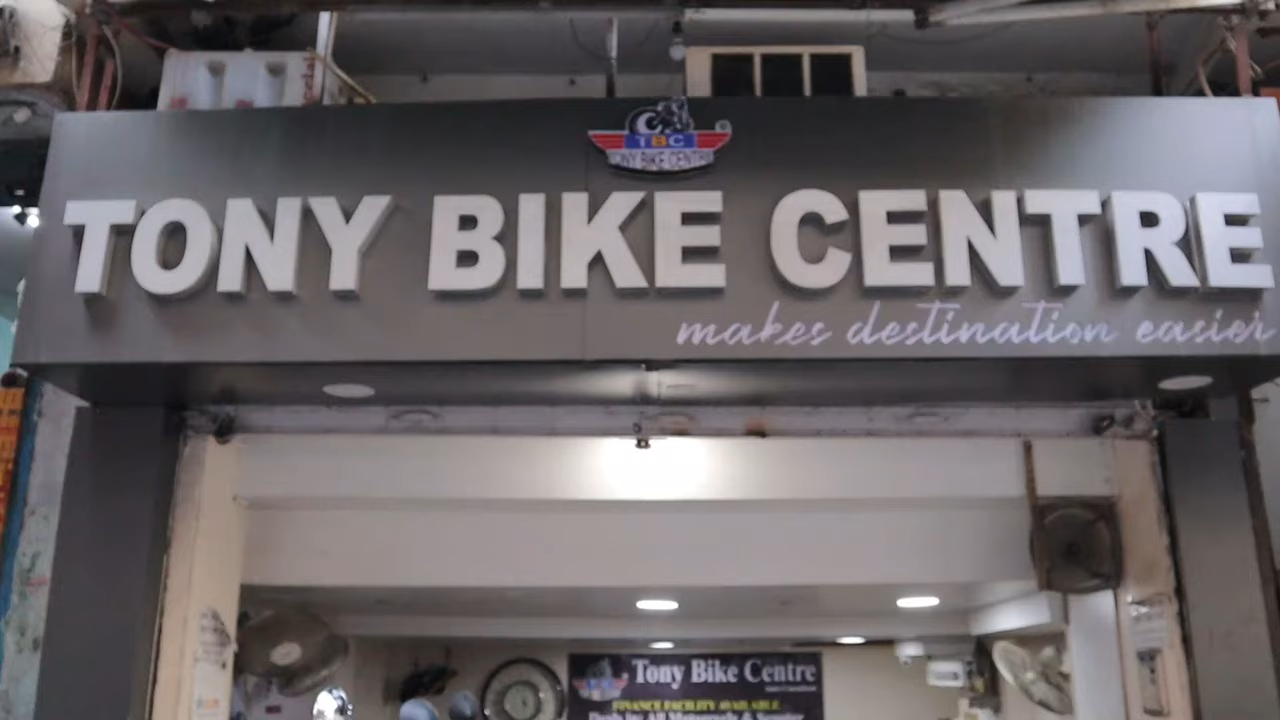 TBC
TONY BIKE CENTRE
TONY BIKE CENTRE
makes destination easier
Tony Bike Centre
FINANCE FACILITY AVAILABLE